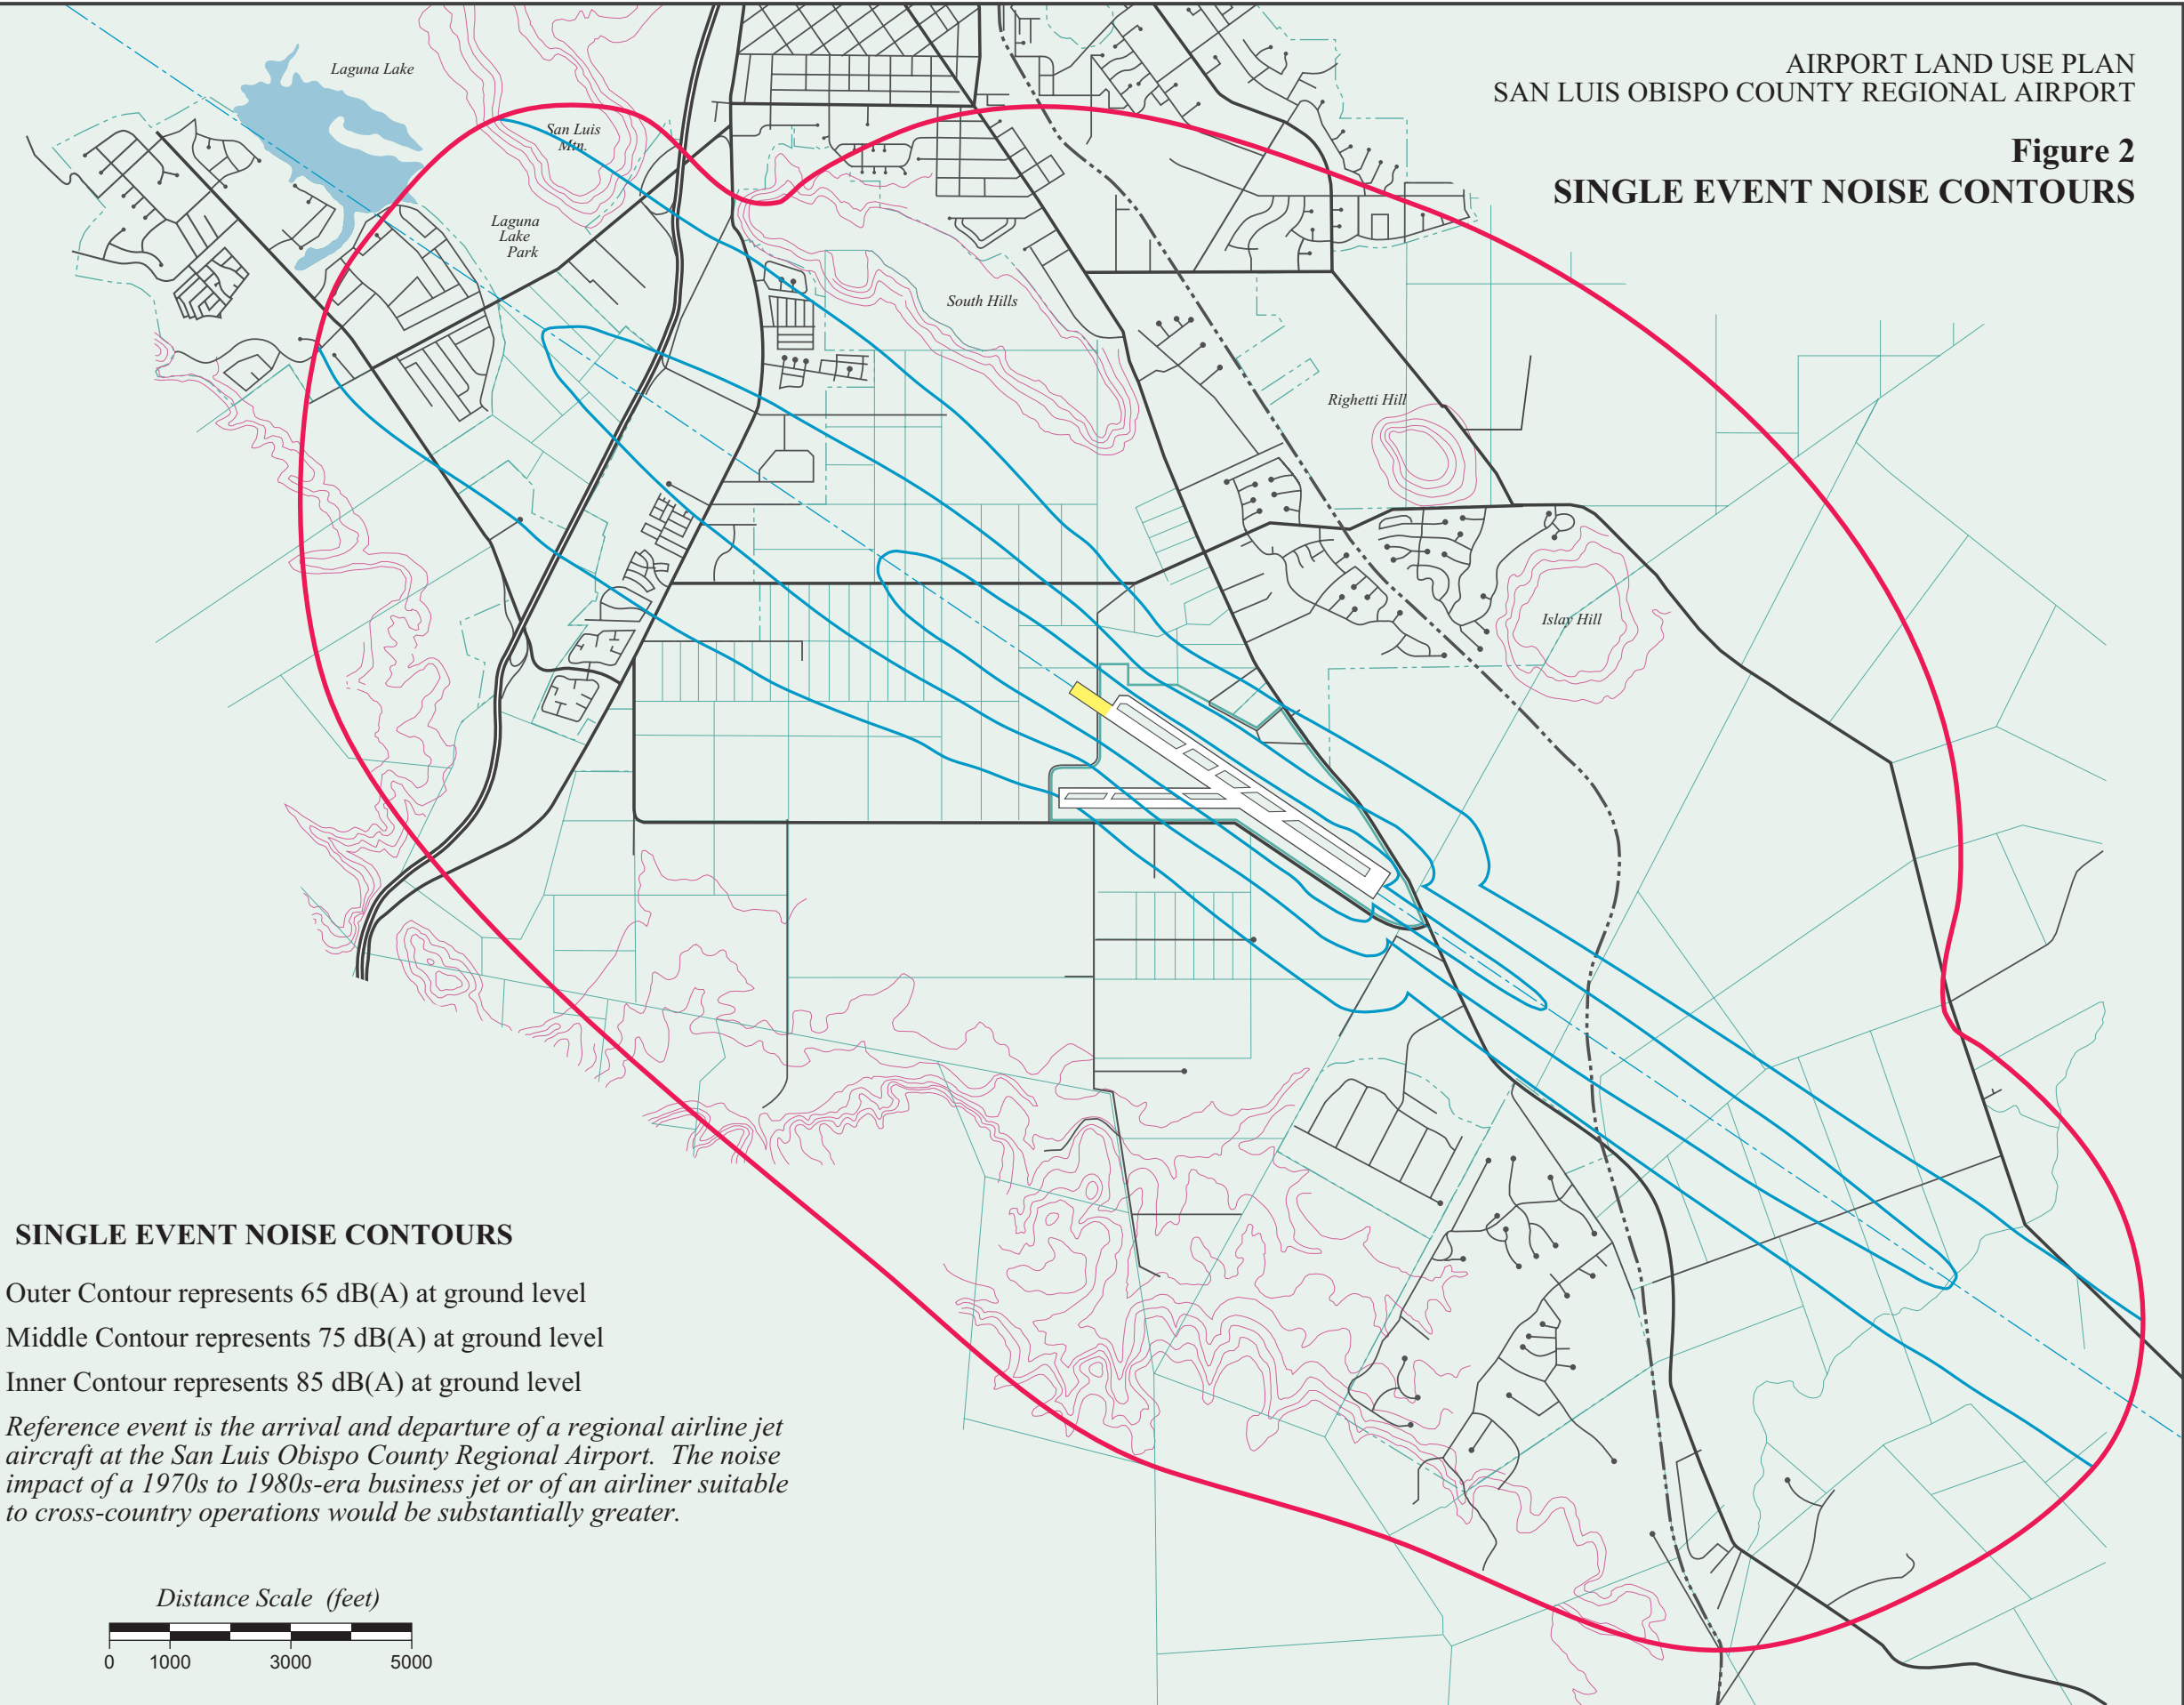 AIRPORT LAND USE PLAN
SAN LUIS OBISPO COUNTY REGIONAL AIRPORT
Figure 2
SINGLE EVENT NOISE CONTOURS
Laguna Lake
San Luis
Mtn.
Laguna
Lake
Park
South Hills
Righetti Hill
Islay Hill
SINGLE EVENT NOISE CONTOURS
Outer Contour represents 65 dB(A) at ground level
Middle Contour represents 75 dB(A) at ground level
Inner Contour represents 85 dB(A) at ground level
Reference event is the arrival and departure of a regional airline jet
aircraft at the San Luis Obispo County Regional Airport.  The noise
impact of a 1970s to 1980s-era business jet or of an airliner suitable
to cross-country operations would be substantially greater.
Distance Scale  (feet)
0 1000 3000 5000